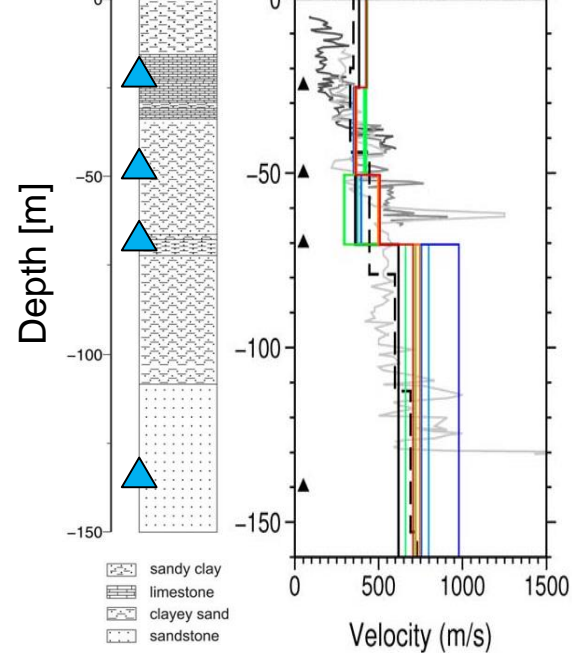 0
−50
−100
−150
Depth [m]
sandy clay
limestone
clayey sand
sandstone
0
−50
−100
−150
0 500 1000 1500
Velocity (m/s)